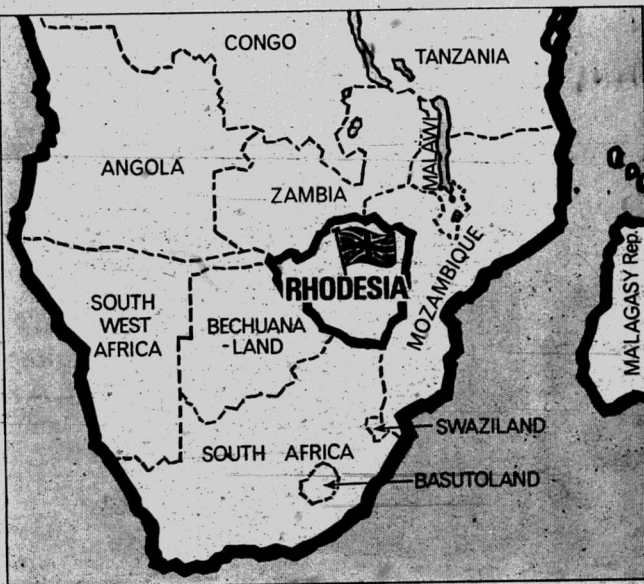 CONGO
TANZANIA
ANGOLA
MALAWI
ZAMBIA
RHODESIA
MOZAMBIQUE
MALAGASY Rep.
SOUTH
WEST
AFRICA
BECHUANA
-LAND
SWAZILAND
SOUTH AFRICA
BASUTOLAND